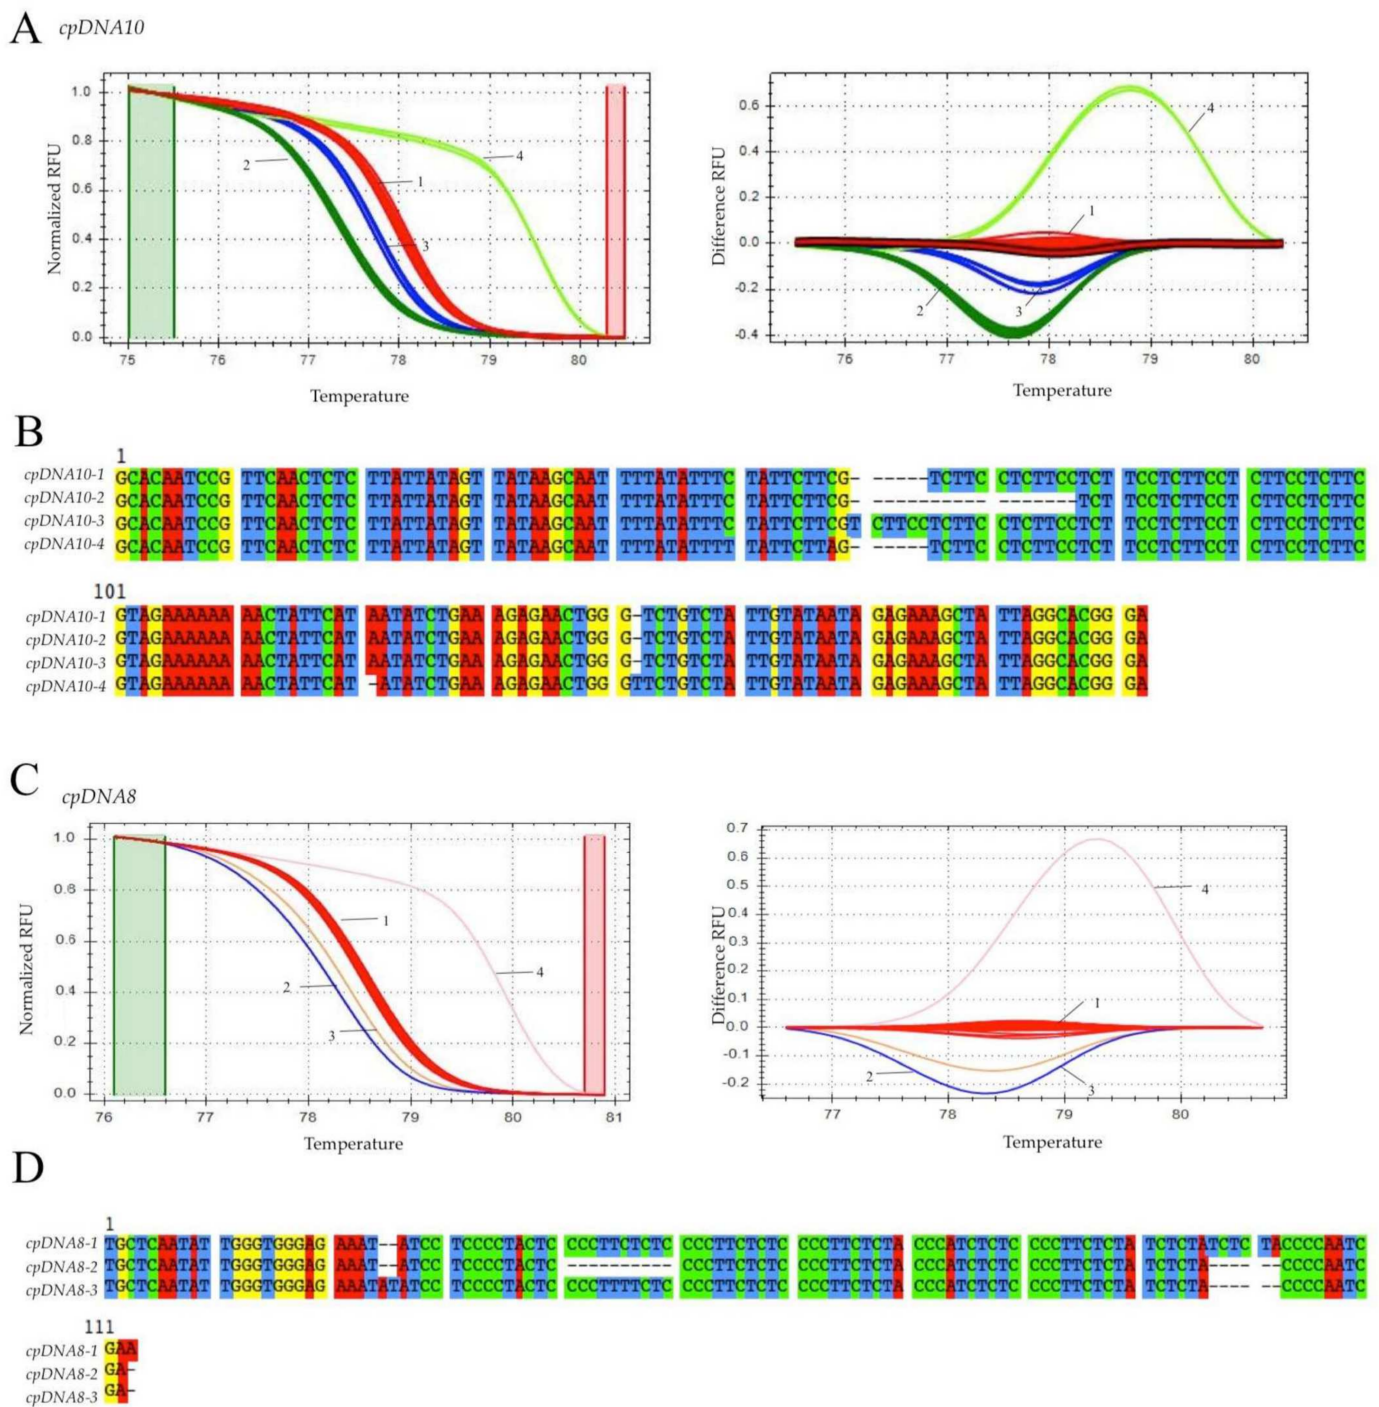 A cpDNA10
Normalized RFU
1.0
0.8
0.6
0.4
0.2
0.0
75 76 77 78 79 80
Temperature
2
4
1
3
Difference RFU
0.6
0.4
0.2
0.0
-0.2
-0.4
76 77 78 79 80
Temperature
4
1
2
3
B
1
cpDNA10-1 GCACAATCCG TTCAACTCTC TTATTATAGT TATAAGCAAT TTTATATTTC TATTCTTCG- -----TCTTC CTCTTCCTCT TCCTCTTCCT CTTCCTCTTC
cpDNA10-2 GCACAATCCG TTCAACTCTC TTATTATAGT TATAAGCAAT TTTATATTTC TATTCTTCG- ---------- -------TCT TCCTCTTCCT CTTCCTCTTC
cpDNA10-3 GCACAATCCG TTCAACTCTC TTATTATAGT TATAAGCAAT TTTATATTTC TATTCTTCGT CTTCCTCTTC CTCTTCCTCT TCCTCTTCCT CTTCCTCTTC
cpDNA10-4 GCACAATCCG TTCAACTCTC TTATTATAGT TATAAGCAAT TTTATATTTT TATTCTTAG- -----TCTTC CTCTTCCTCT TCCTCTTCCT CTTCCTCTTC
101
cpDNA10-1 GTAGAAAAAA AACTATTCAT AATATCTGAA AGAGAACTGG G-TCTGTCTA TTGTATAATA GAGAAAGCTA TTAGGCACGG GA
cpDNA10-2 GTAGAAAAAA AACTATTCAT AATATCTGAA AGAGAACTGG G-TCTGTCTA TTGTATAATA GAGAAAGCTA TTAGGCACGG GA
cpDNA10-3 GTAGAAAAAA AACTATTCAT AATATCTGAA AGAGAACTGG G-TCTGTCTA TTGTATAATA GAGAAAGCTA TTAGGCACGG GA
cpDNA10-4 GTAGAAAAAA AACTATTCAT -ATATCTGAA AGAGAACTGG GTTCTGTCTA TTGTATAATA GAGAAAGCTA TTAGGCACGG GA
C cpDNA8
Normalized RFU
1.0
0.8
0.6
0.4
0.2
0.0
76 77 78 79 80 81
Temperature
1
2
3
4
Difference RFU
0.7
0.6
0.5
0.4
0.3
0.2
0.1
0.0
-0.1
-0.2
77 78 79 80
Temperature
4
1
2
3
D
1
cpDNA8-1 TGCTCAATAT TGGGTGGGAG AAAT--ATCC TCCCCTACTC CCCTTCTCTC CCCTTCTCTC CCCTTCTCTA CCCATCTCTC CCCTTCTCTA TCTCTATCTC TACCCCAATC
cpDNA8-2 TGCTCAATAT TGGGTGGGAG AAAT--ATCC TCCCCTACTC ---------- CCCTTCTCTC CCCTTCTCTA CCCATCTCTC CCCTTCTCTA TCTCTA---- --CCCCAATC
cpDNA8-3 TGCTCAATAT TGGGTGGGAG AAATATATCC TCCCCTACTC CCCTTTTCTC CCCTTCTCTC CCCTTCTCTA CCCATCTCTC CCCTTCTCTA TCTCTA---- --CCCCAATC
111
cpDNA8-1 GAA
cpDNA8-2 GA-
cpDNA8-3 GA-